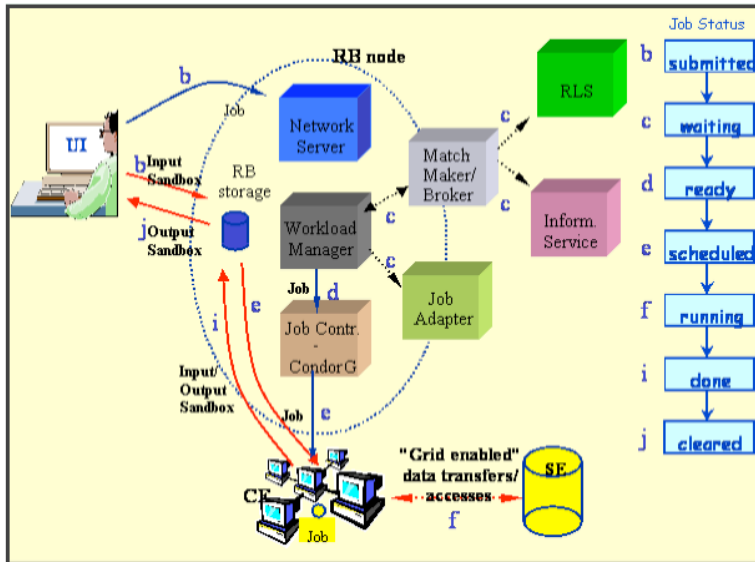 Job Status
RB node
b
b
submitted
Job
UI
Network
Server
RLS
c
c
waiting
b
Input
Sandbox
RB
storage
Match
Maker/
Broker
c
d
ready
j
Output
Sandbox
Workload
Manager
c
Inform.
Service
c
e
scheduled
i
e
Job
d
Job
Adapter
f
running
Job Contr.
-
CondorG
Input/
Output
Sandbox
i
done
Job
e
j
cleared
"Grid enabled"
data transfers/
accesses
SE
CE
f
Job